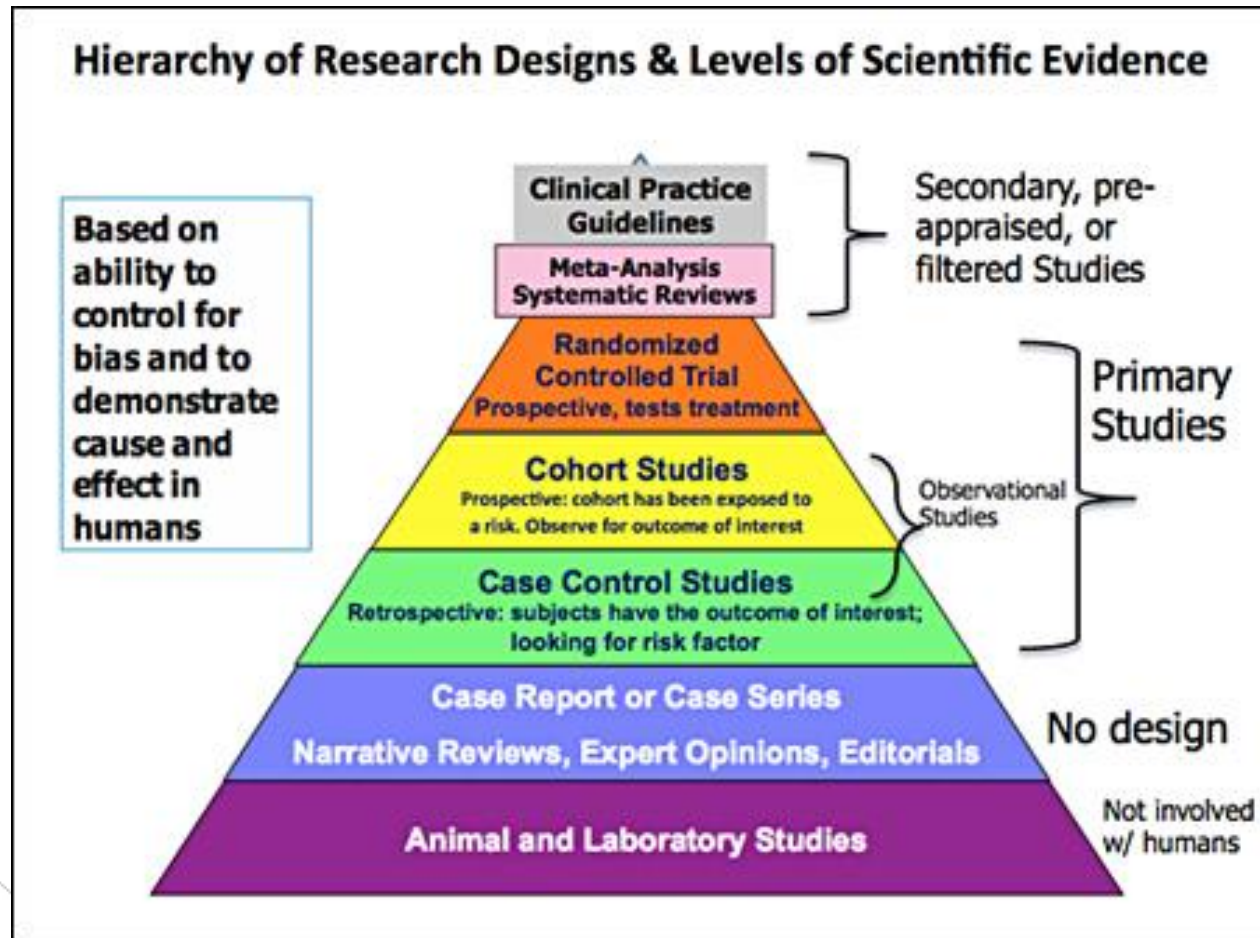 Hierarchy of Research Designs & Levels of Scientific Evidence
Based on
ability to
control for
bias and to
demonstrate
cause and
effect in
humans
Clinical Practice
Guidelines
Meta-Analysis
Systematic Reviews
Randomized
Controlled Trial
Prospective, tests treatment
Cohort Studies
Prospective: cohort has been exposed to
a risk. Observe for outcome of interest
Case Control Studies
Retrospective: subjects have the outcome of interest;
looking for risk factor
Case Report or Case Series
Narrative Reviews, Expert Opinions, Editorials
Animal and Laboratory Studies
Secondary, pre-
appraised, or
filtered Studies
Primary
Studies
Observational
Studies
No design
Not involved
w/ humans